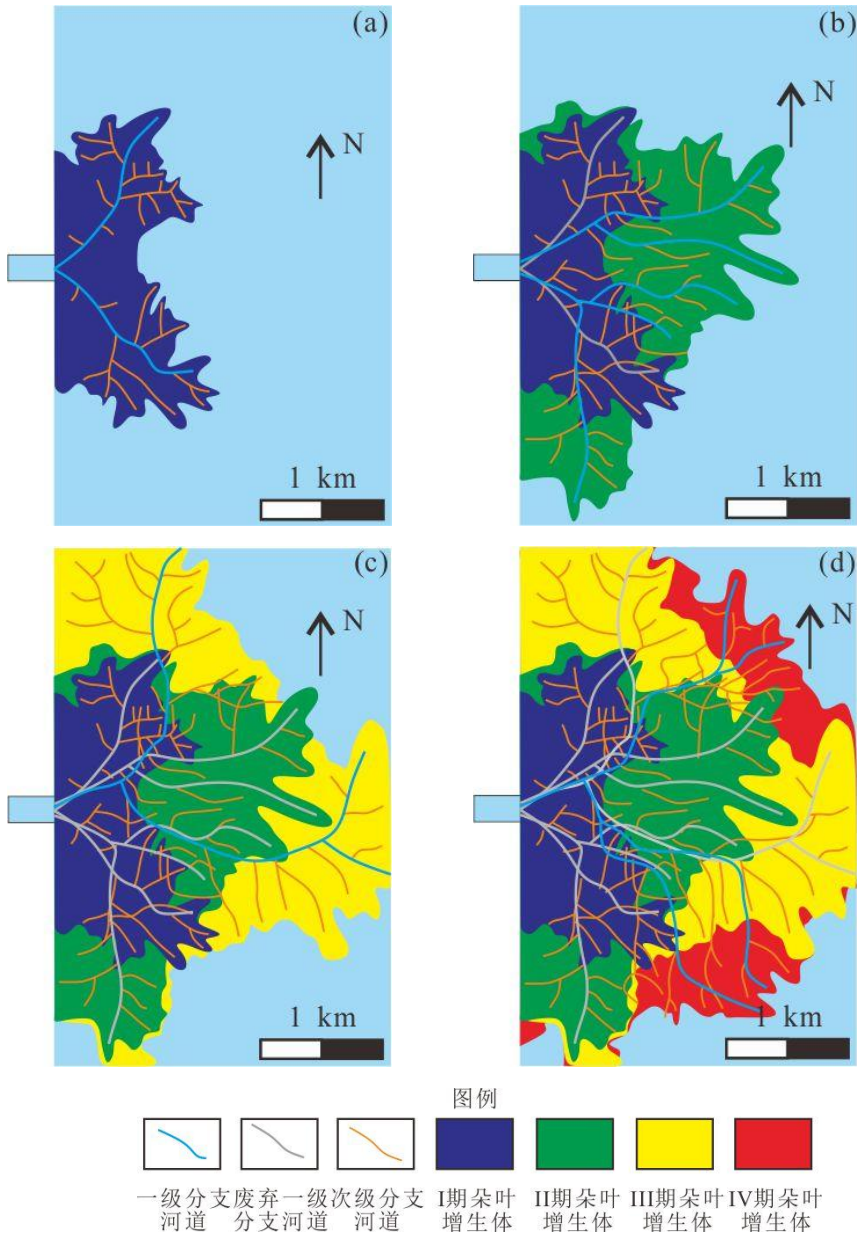 (a)
N
1 km
(b)
N
1 km
(c)
N
1 km
(d)
N
1 km
图例
一级分支河道
废弃一级分支河道
次级分支河道
I期朵叶增生体
II期朵叶增生体
III期朵叶增生体
IV期朵叶增生体